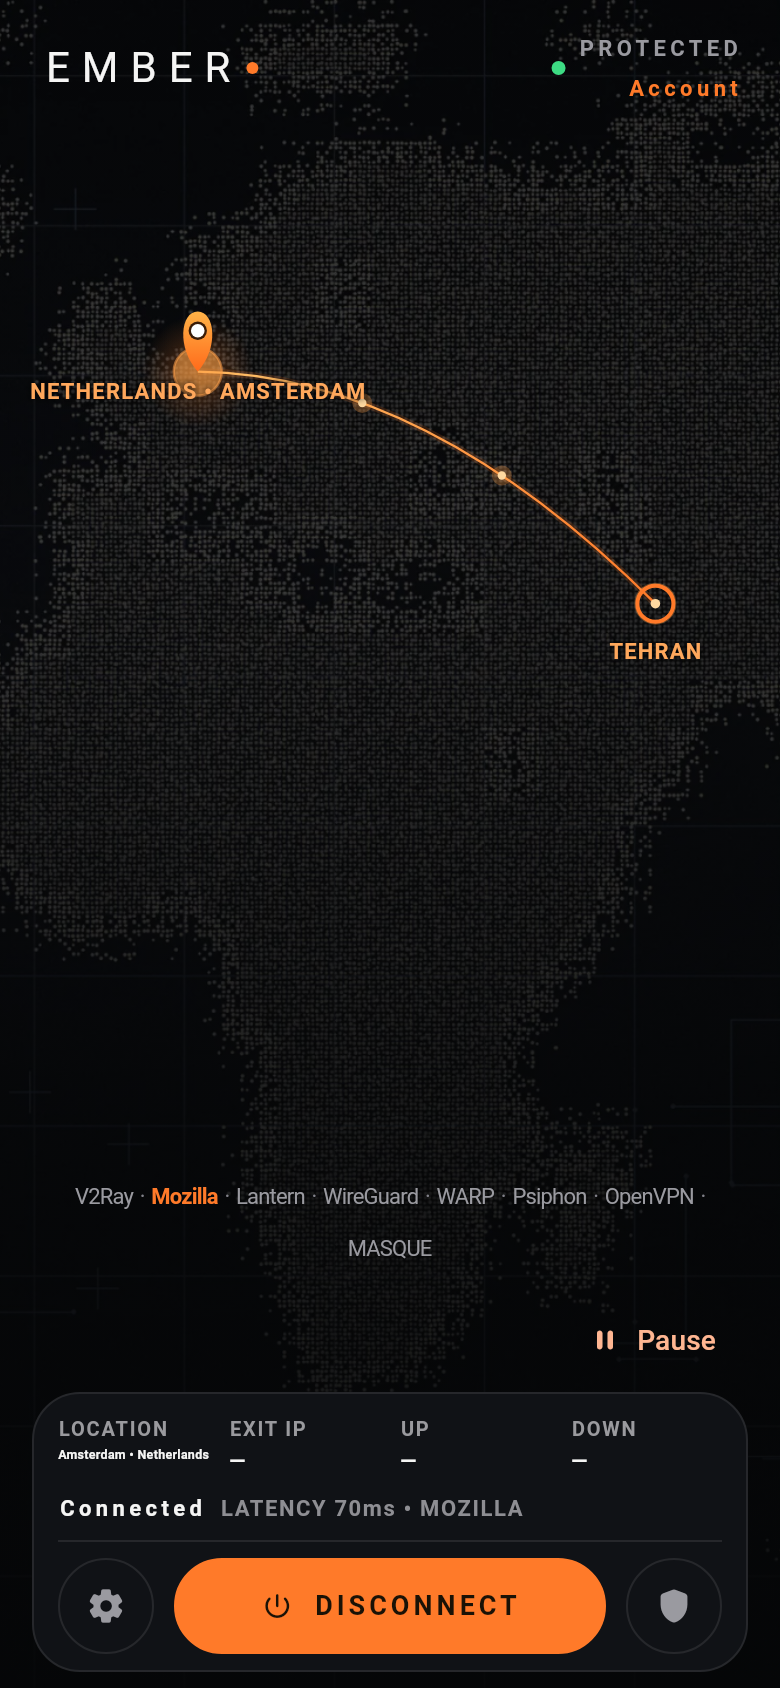 EMBER
PROTECTED
Account
NETHERLANDS • AMSTERDAM
TEHRAN
V2Ray · Mozilla · Lantern · WireGuard · WARP · Psiphon · OpenVPN ·
MASQUE
Pause
LOCATION EXIT IP UP DOWN
Amsterdam • Netherlands – – –
Connected LATENCY 70ms • MOZILLA
DISCONNECT